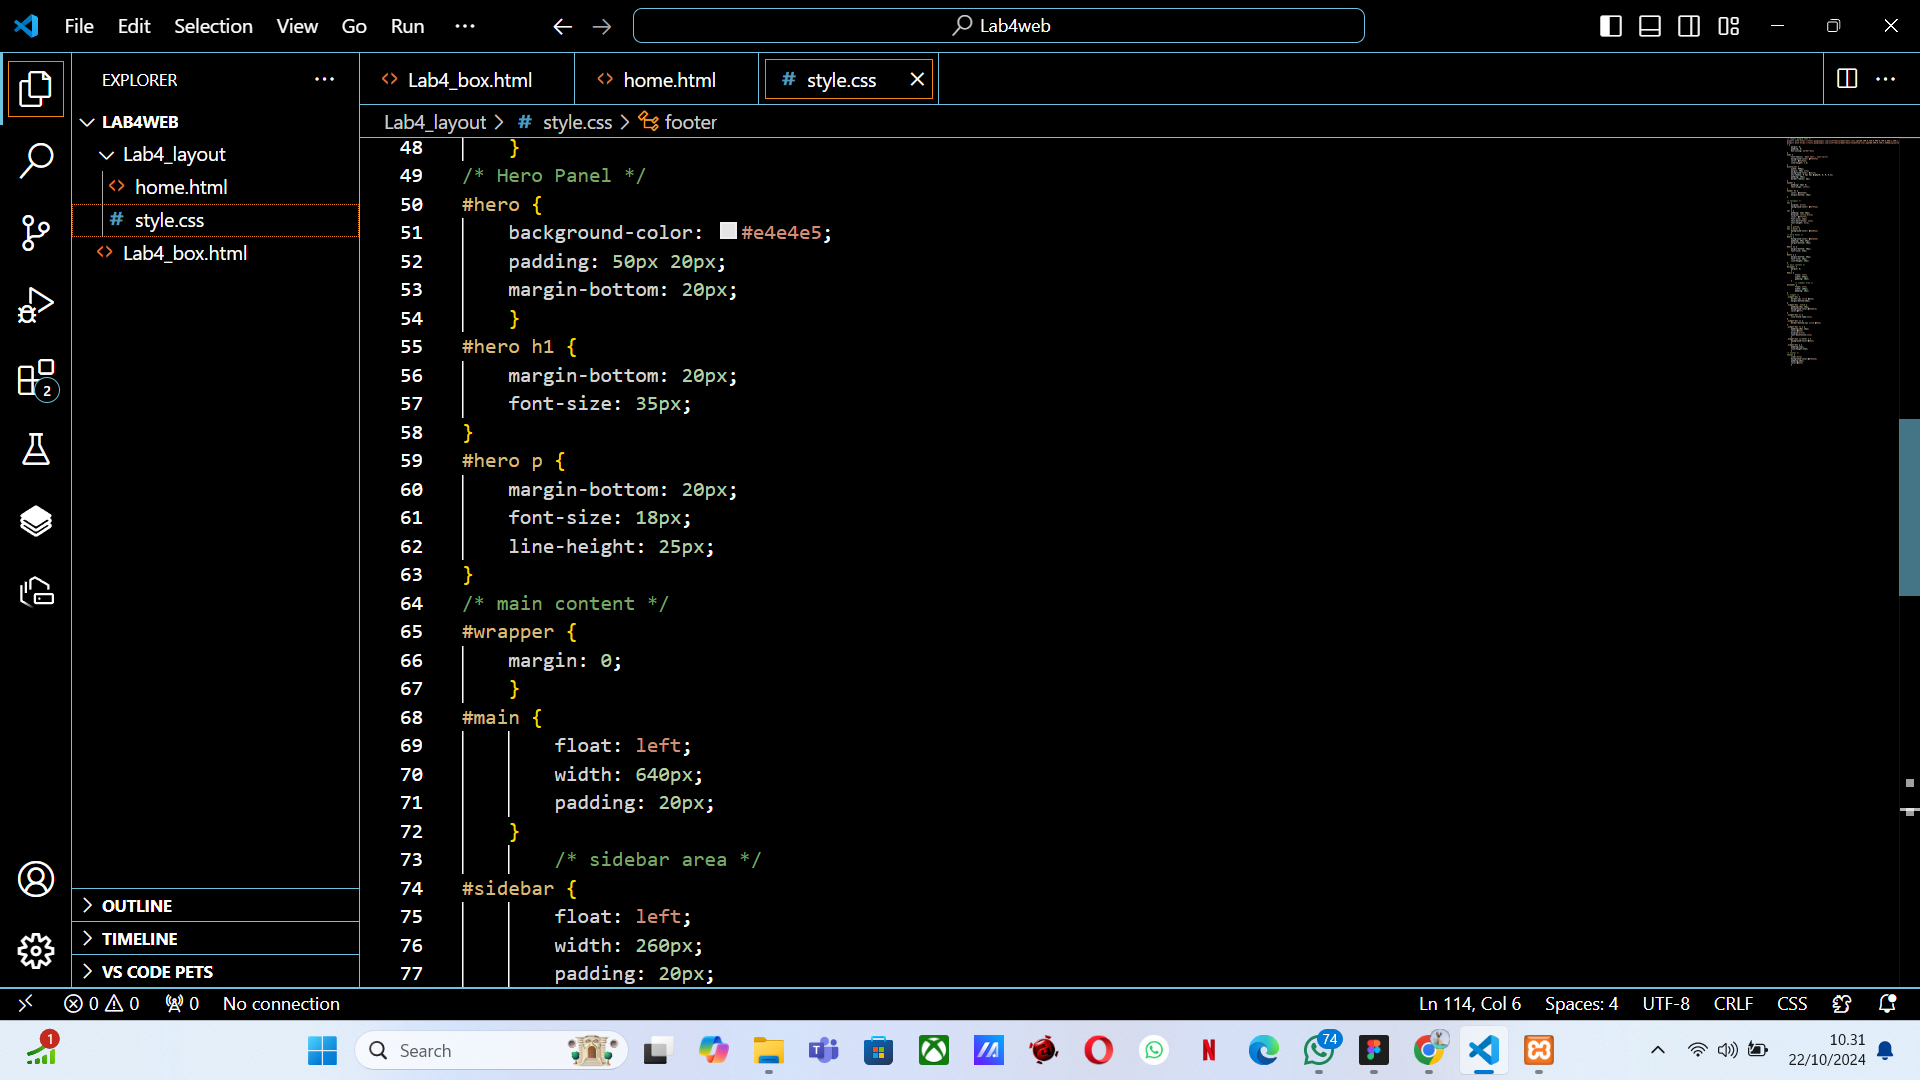 File Edit Selection View Go Run ···
Lab4web
EXPLORER
LAB4WEB
Lab4_layout
home.html
style.css
Lab4_box.html
OUTLINE
TIMELINE
VS CODE PETS
2
Lab4_box.html
home.html
# style.css
Lab4_layout > # style.css > footer
48 }
49 /* Hero Panel */
50 #hero {
51 background-color: #e4e4e5;
52 padding: 50px 20px;
53 margin-bottom: 20px;
54 }
55 #hero h1 {
56 margin-bottom: 20px;
57 font-size: 35px;
58 }
59 #hero p {
60 margin-bottom: 20px;
61 font-size: 18px;
62 line-height: 25px;
63 }
64 /* main content */
65 #wrapper {
66 margin: 0;
67 }
68 #main {
69 float: left;
70 width: 640px;
71 padding: 20px;
72 }
73 /* sidebar area */
74 #sidebar {
75 float: left;
76 width: 260px;
77 padding: 20px;
0 0 0 No connection
Ln 114, Col 6 Spaces: 4 UTF-8 CRLF CSS
1
Search
74
10.31
22/10/2024